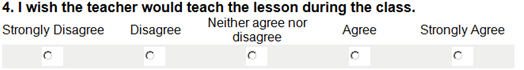 4. I wish the teacher would teach the lesson during the class.
Strongly Disagree Disagree Neither agree nor disagree Agree Strongly Agree